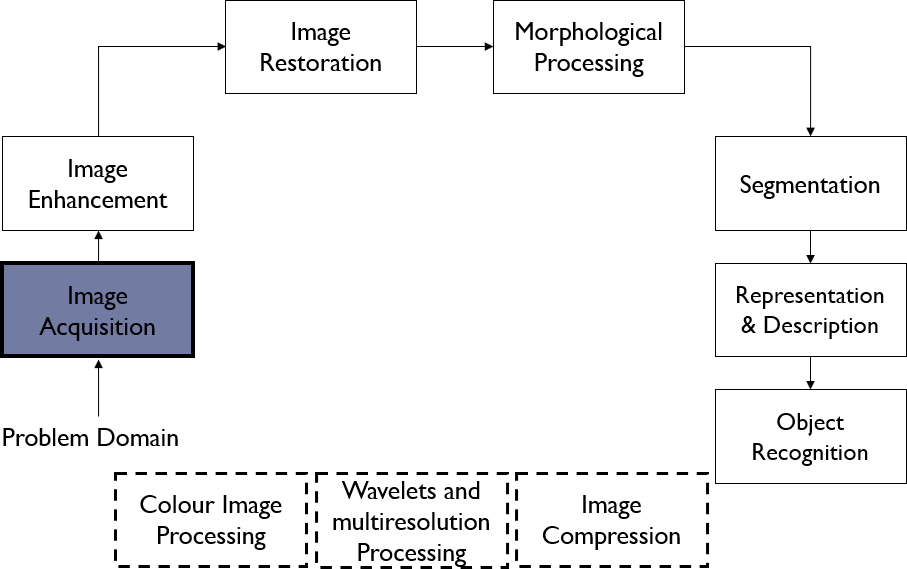 Image
Restoration
Morphological
Processing
Image
Enhancement
Segmentation
Image
Acquisition
Representation
& Description
Problem Domain
Object
Recognition
Colour Image
Processing
Wavelets and
multiresolution
Processing
Image
Compression